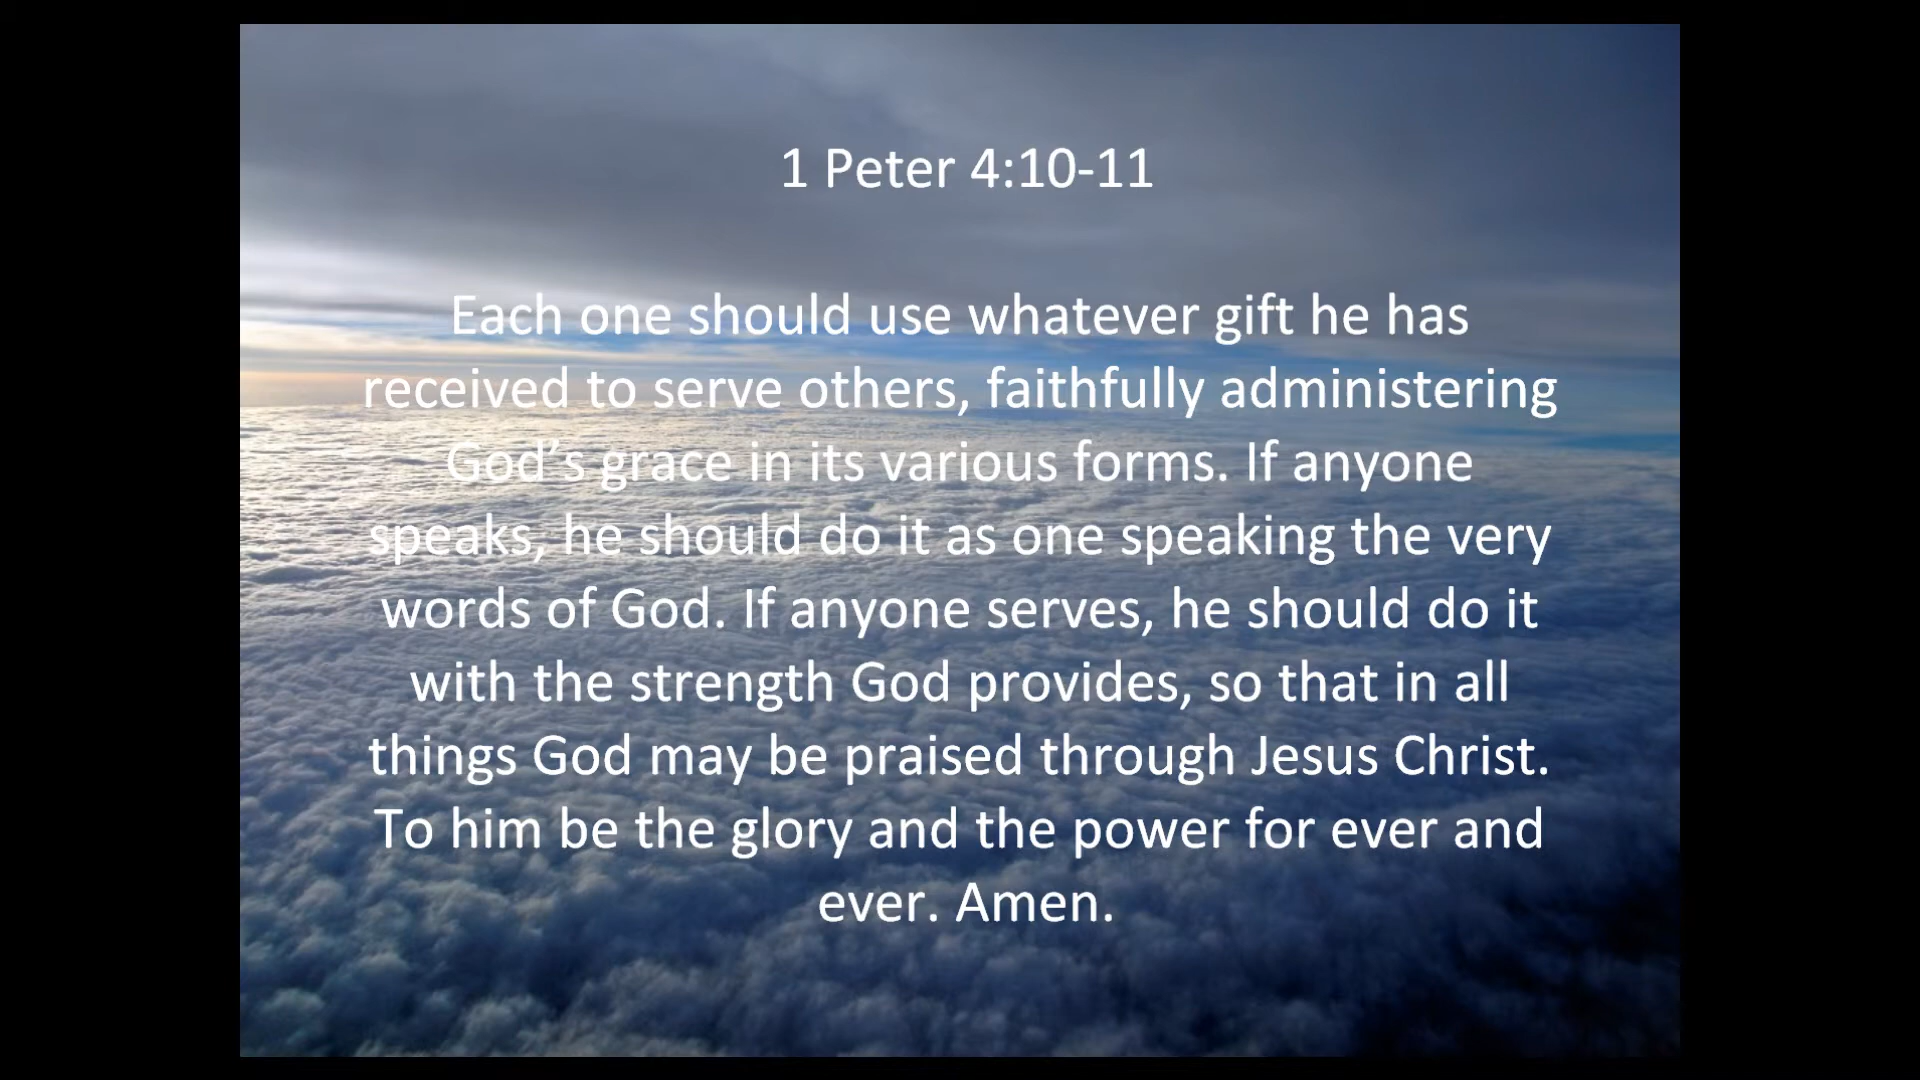 1 Peter 4:10-11
Each one should use whatever gift he has
received to serve others, faithfully administering
God’s grace in its various forms. If anyone
speaks, he should do it as one speaking the very
words of God. If anyone serves, he should do it
with the strength God provides, so that in all
things God may be praised through Jesus Christ.
To him be the glory and the power for ever and
ever. Amen.